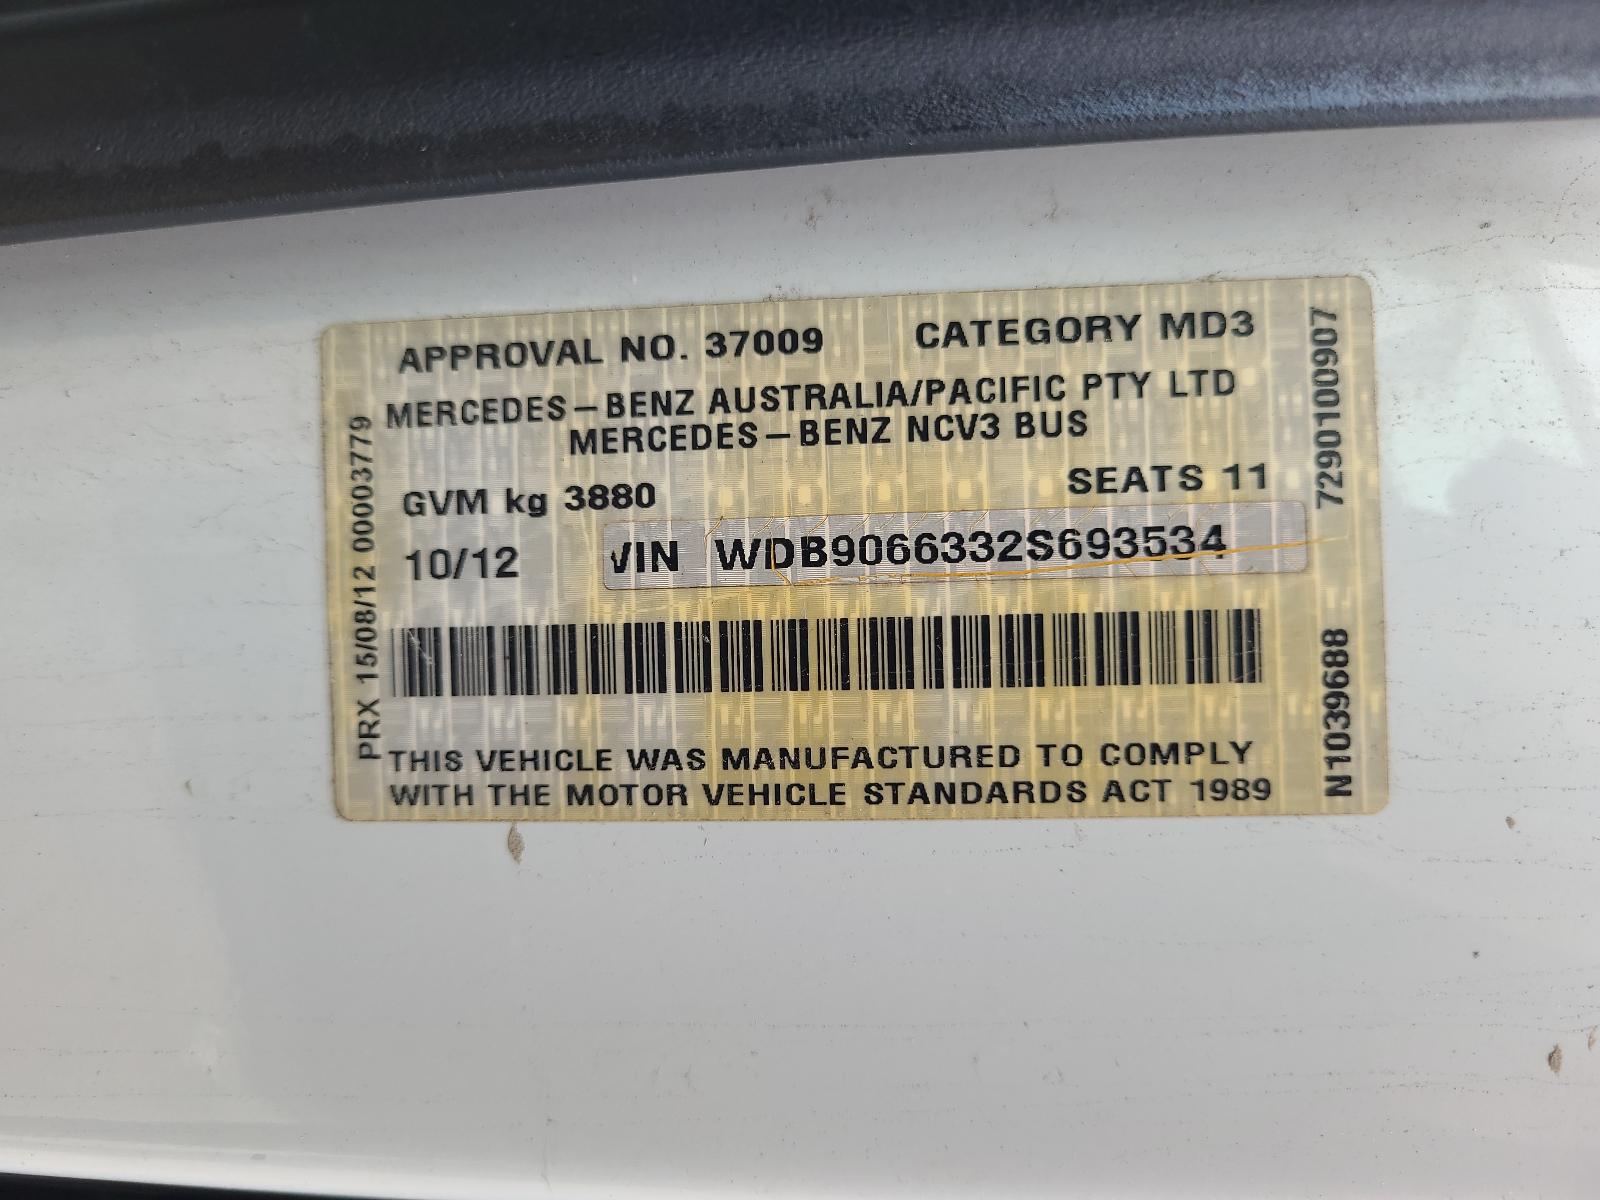 APPROVAL NO. 37009 CATEGORY MD3
MERCEDES-BENZ AUSTRALIA/PACIFIC PTY LTD
MERCEDES-BENZ NCV3 BUS
GVM kg 3880 SEATS 11
10/12 VIN WDB9066332S693534
THIS VEHICLE WAS MANUFACTURED TO COMPLY
WITH THE MOTOR VEHICLE STANDARDS ACT 1989
PRX 15/08/12 00003779
N1039688 7290100907